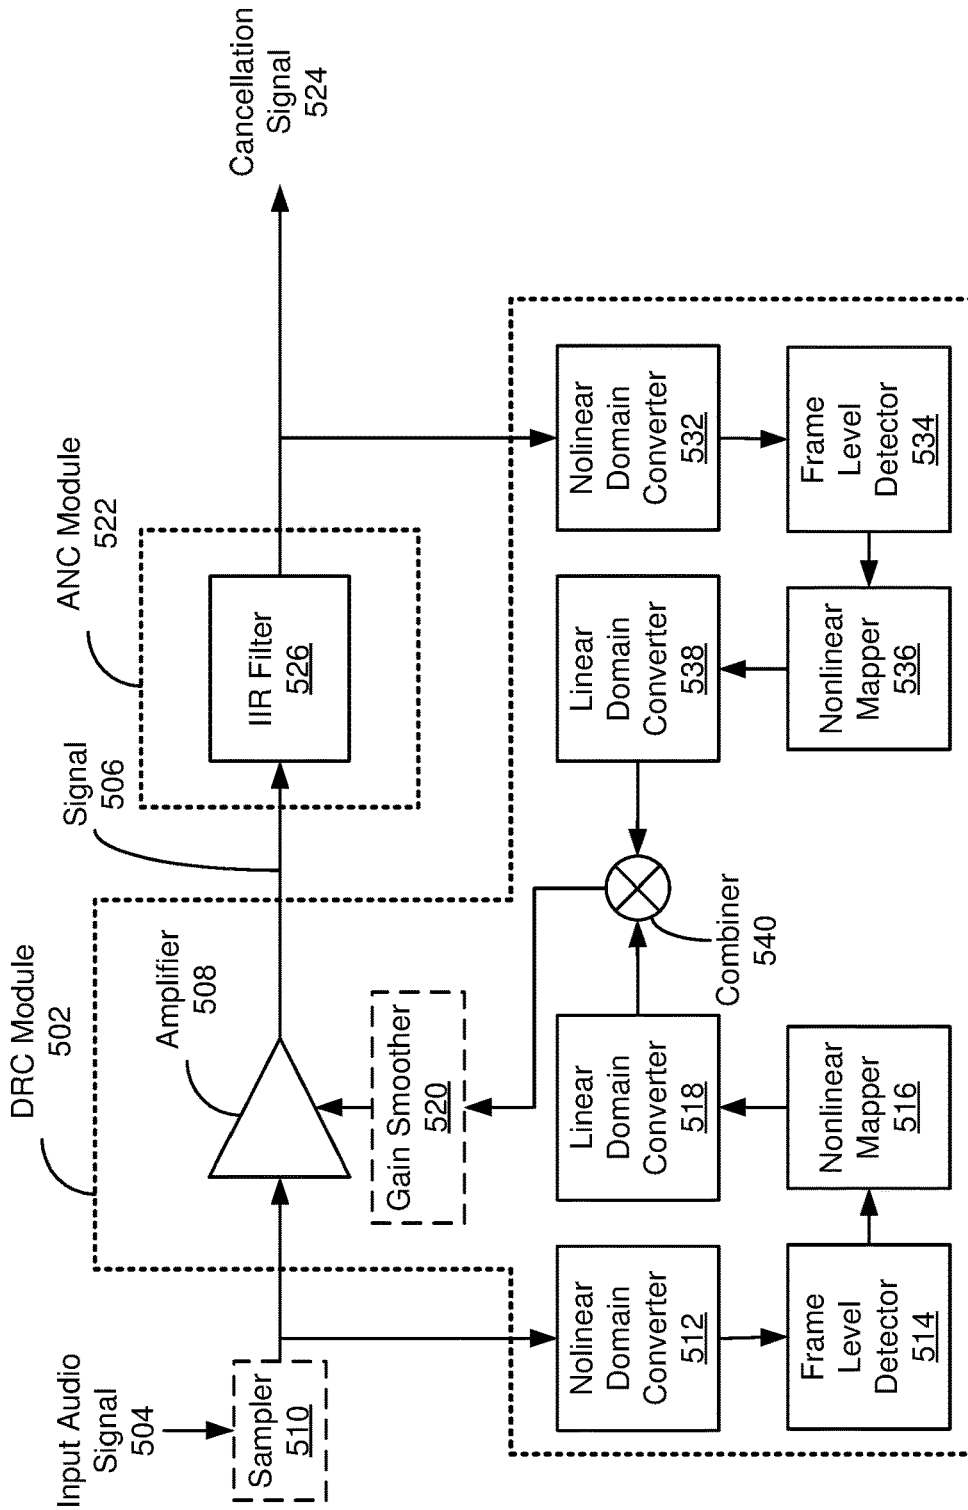 Input Audio
Signal
504
Sampler
510
DRC Module
502
Amplifier
508
Gain Smoother
520
Signal
506
ANC Module
522
IIR Filter
526
Cancellation
Signal
524
Nolinear
Domain
Converter
512
Frame
Level
Detector
514
Nonlinear
Mapper
516
Linear
Domain
Converter
518
Combiner
540
Linear
Domain
Converter
538
Nonlinear
Mapper
536
Nolinear
Domain
Converter
532
Frame
Level
Detector
534